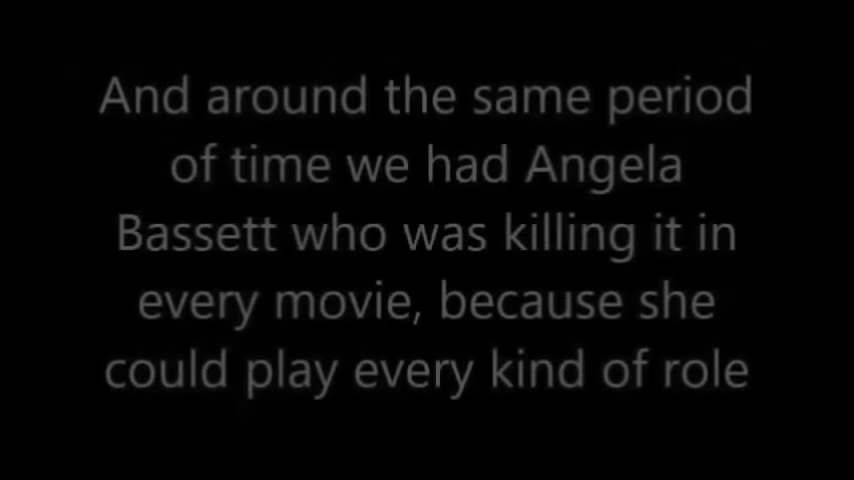 And around the same period
of time we had Angela
Bassett who was killing it in
every movie, because she
could play every kind of role